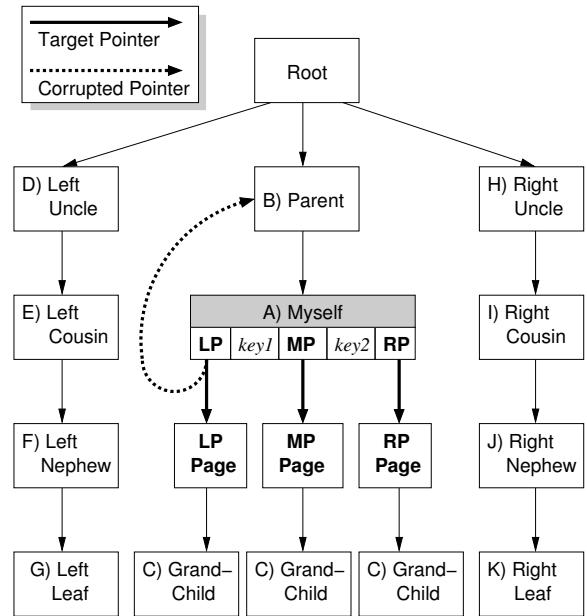 Target Pointer
Corrupted Pointer
Root
D) Left
Uncle
B) Parent
H) Right
Uncle
E) Left
Cousin
A) Myself
LP key1 MP key2 RP
I) Right
Cousin
F) Left
Nephew
LP
Page
MP
Page
RP
Page
J) Right
Nephew
G) Left
Leaf
C) Grand–
Child
C) Grand–
Child
C) Grand–
Child
K) Right
Leaf